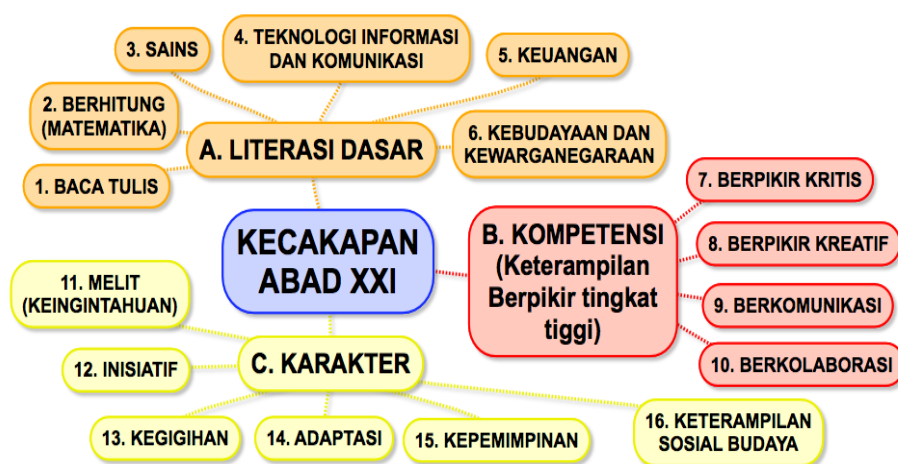 KECAKAPAN
ABAD XXI
A. LITERASI DASAR
1. BACA TULIS
2. BERHITUNG
(MATEMATIKA)
3. SAINS
4. TEKNOLOGI INFORMASI
DAN KOMUNIKASI
5. KEUANGAN
6. KEBUDAYAAN DAN
KEWARGANEGARAAN
B. KOMPETENSI
(Keterampilan
Berpikir tingkat
tiggi)
7. BERPIKIR KRITIS
8. BERPIKIR KREATIF
9. BERKOMUNIKASI
10. BERKOLABORASI
C. KARAKTER
11. MELIT
(KEINGINTAHUAN)
12. INISIATIF
13. KEGIGIHAN
14. ADAPTASI
15. KEPEMIMPINAN
16. KETERAMPILAN
SOSIAL BUDAYA